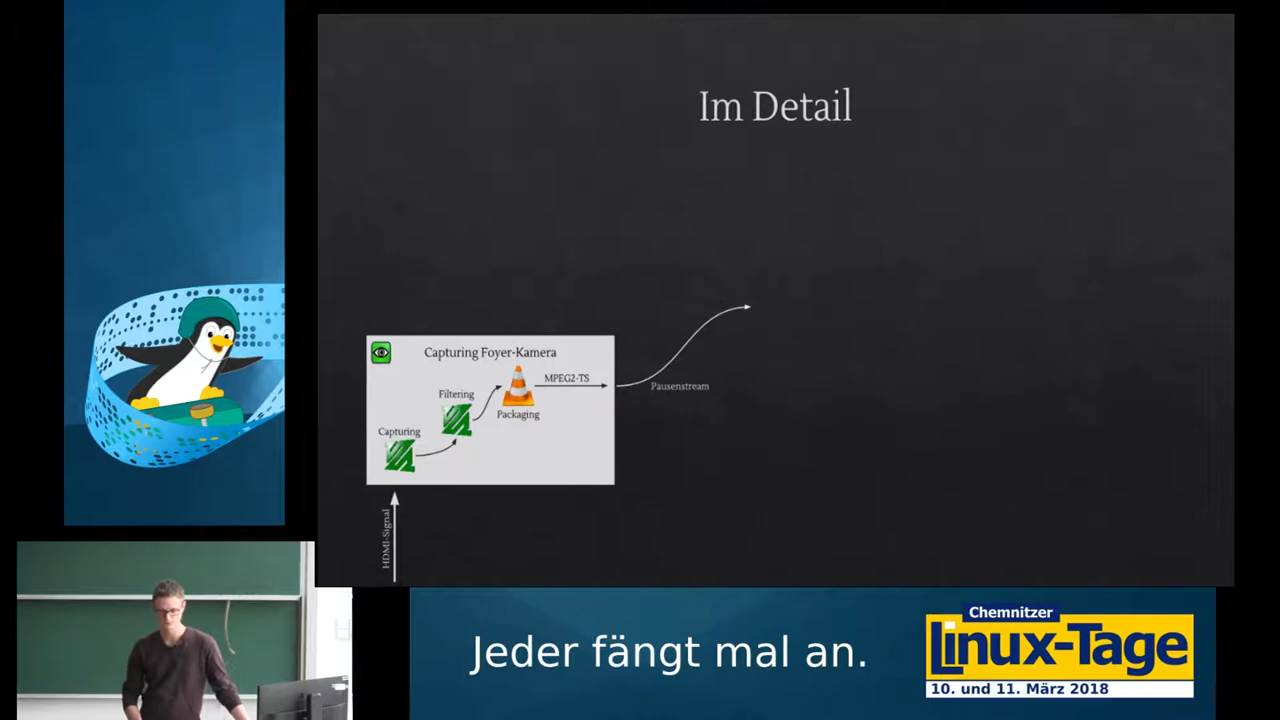 Im Detail
Capturing Foyer-Kamera
MPEG2-TS
Filtering
Packaging
Capturing
Pausenstream
HDMI-Signal
Jeder fängt mal an.
Chemnitzer
Linux-Tage
10. und 11. März 2018